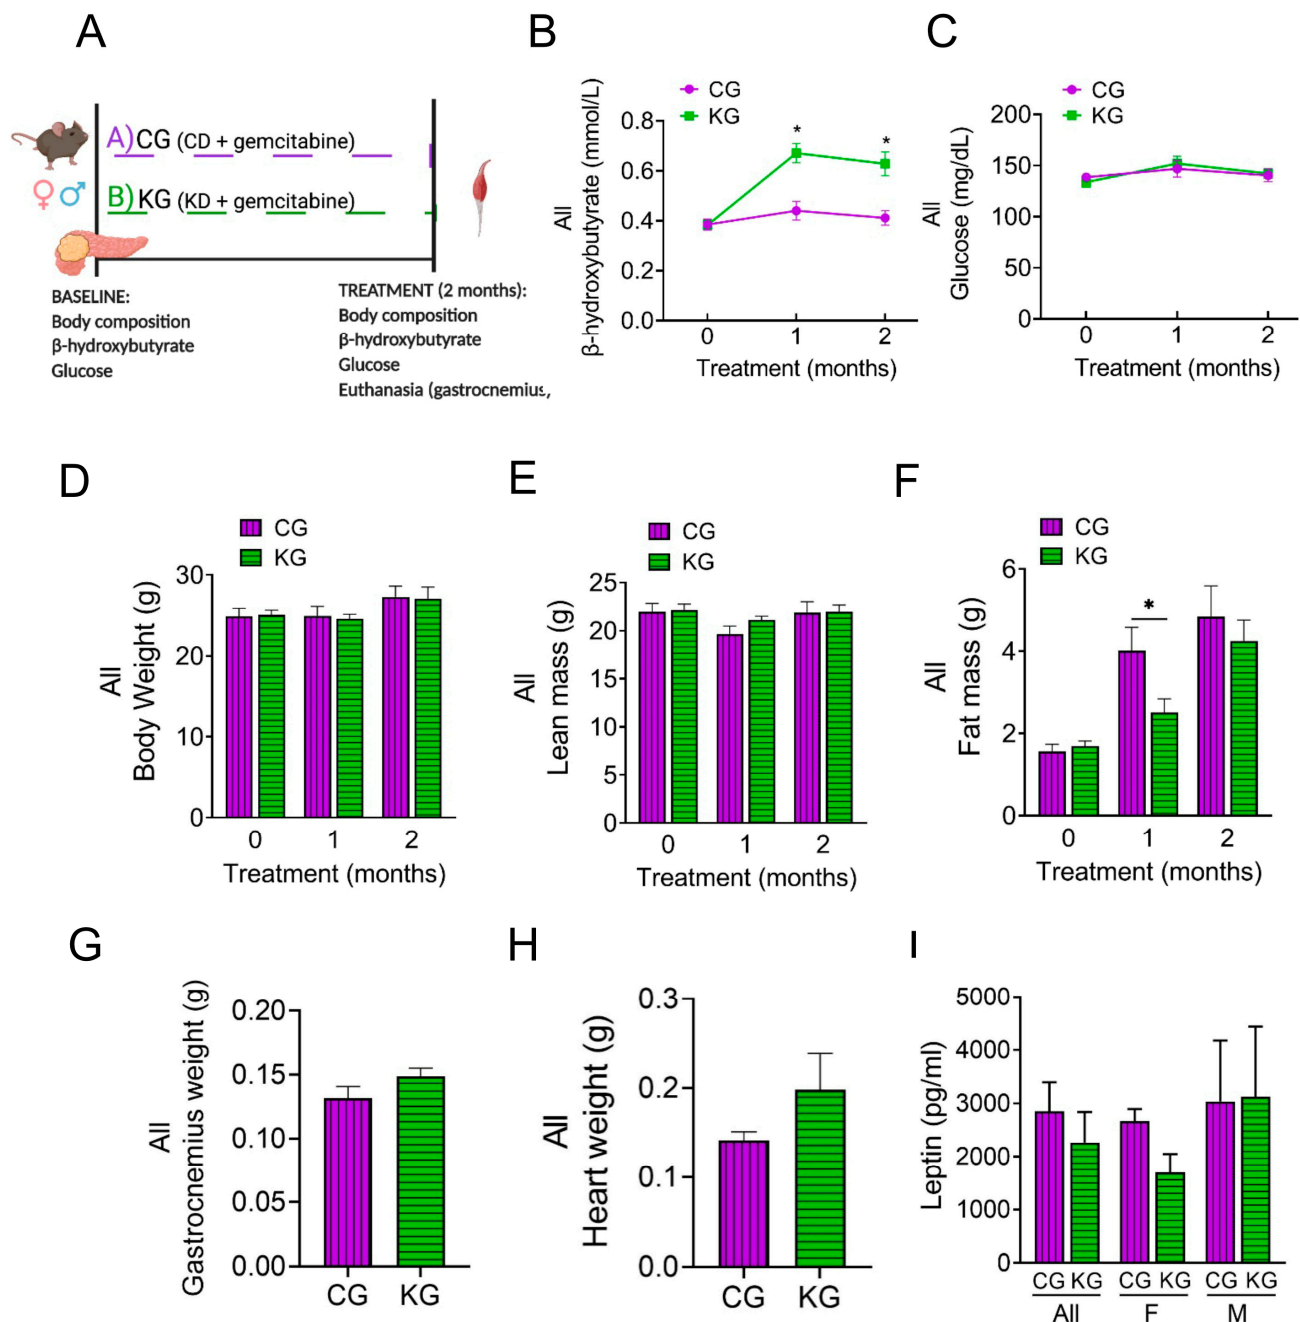 A
A) CG (CD + gemcitabine)
B) KG (KD + gemcitabine)
♀ ♂
BASELINE:
Body composition
β-hydroxybutyrate
Glucose
TREATMENT (2 months):
Body composition
β-hydroxybutyrate
Glucose
Euthanasia (gastrocnemius,
B
CG
KG
All
β-hydroxybutyrate (mmol/L)
0.8
0.6
0.4
0.2
0.0
*
*
0 1 2
Treatment (months)
C
CG
KG
All
Glucose (mg/dL)
200
150
100
50
0
0 1 2
Treatment (months)
D
CG
KG
All
Body Weight (g)
30
20
10
0
0 1 2
Treatment (months)
E
CG
KG
All
Lean mass (g)
25
20
15
10
5
0
0 1 2
Treatment (months)
F
CG
KG
All
Fat mass (g)
6
4
2
0
*
0 1 2
Treatment (months)
G
All
Gastrocnemius weight (g)
0.20
0.15
0.10
0.05
0.00
CG KG
H
All
Heart weight (g)
0.3
0.2
0.1
0.0
CG KG
I
Leptin (pg/ml)
5000
4000
3000
2000
1000
0
CG KG CG KG CG KG
All F M